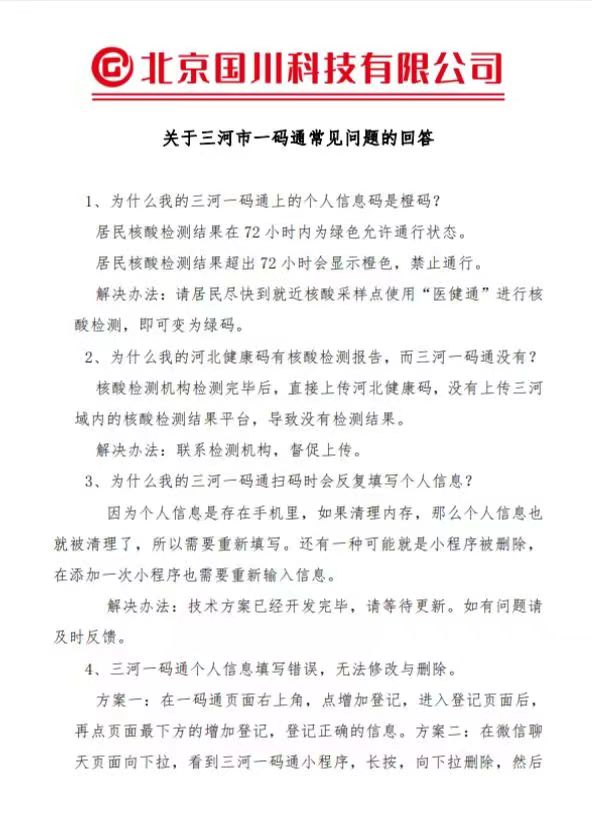 北京国川科技有限公司
关于三河市一码通常见问题的回答
1、为什么我的三河一码通上的个人信息码是橙码？
居民核酸检测结果在 72 小时内为绿色允许通行状态。
居民核酸检测结果超出 72 小时会显示橙色，禁止通行。
解决办法：请居民尽快到就近核酸采样点使用“医健通”进行核
酸检测，即可变为绿码。
2、为什么我的河北健康码有核酸检测报告，而三河一码通没有？
核酸检测机构检测完毕后，直接上传河北健康码，没有上传三河
域内的核酸检测结果平台，导致没有检测结果。
解决办法：联系检测机构，督促上传。
3、为什么我的三河一码通扫码时会反复填写个人信息？
因为个人信息是存在手机里，如果清理内存，那么个人信息也
就被清理了，所以需要重新填写。还有一种可能就是小程序被删除，
在添加一次小程序也需要重新输入信息。
解决办法：技术方案已经开发完毕，请等待更新。如有问题请
及时反馈。
4、三河一码通个人信息填写错误，无法修改与删除。
方案一：在一码通页面右上角，点增加登记，进入登记页面后，
再点页面最下方的增加登记，登记正确的信息。方案二：在微信聊
天页面向下拉，看到三河一码通小程序，长按，向下拉删除，然后